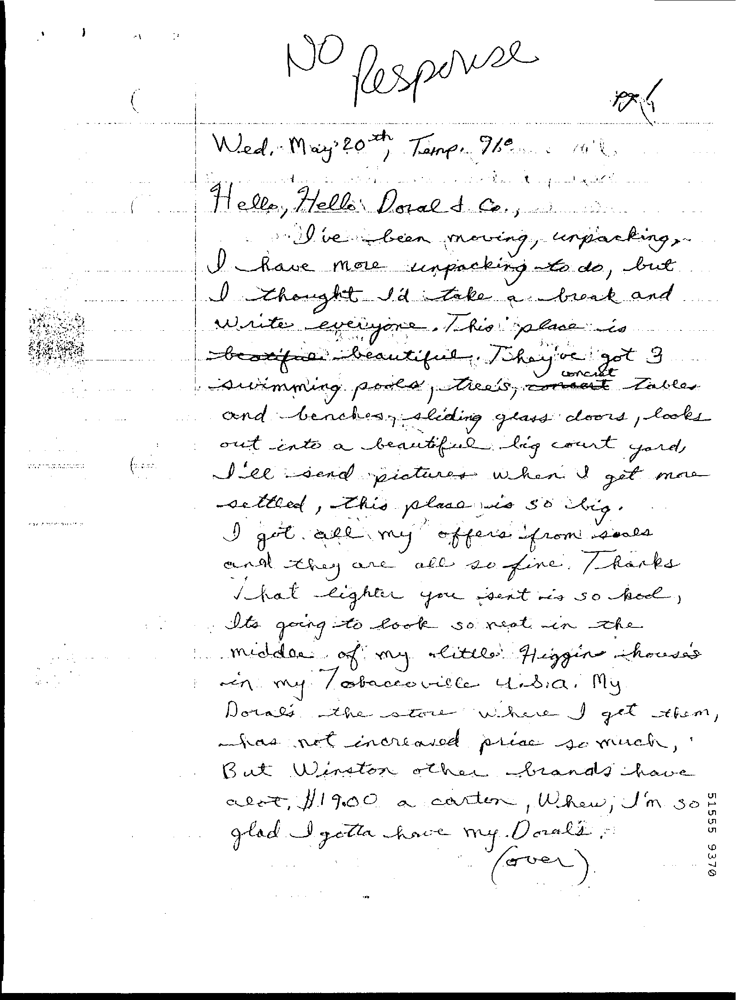 NO Response
Wed. May 20th, Temp. 91°
Hello, Hello Doral & Co.,
I've been moving, unpacking,
I have more unpacking to do, but
I thought I'd take a break and
write everyone. This place is
beautiful. They've got 3
swimming pools, tree's, concret tables
and benches, sliding glass doors, looks
out into a beautiful big court yard,
I'll send pictures when I get more
settled, this place is so big.
I got all my offers from
and they are all so fine. Thanks
That lighter you sent is so kool,
Its going to look so neat in the
middle of my little Higgins houses
in my Tobaccoville U.S.A. My
Doral's the store where I get them,
has not increased price so much,
But Winston other brands have
alot, $19.00 a carton, Whew, I'm so
glad I gotta have my Doral's.
(over)
51555 9370